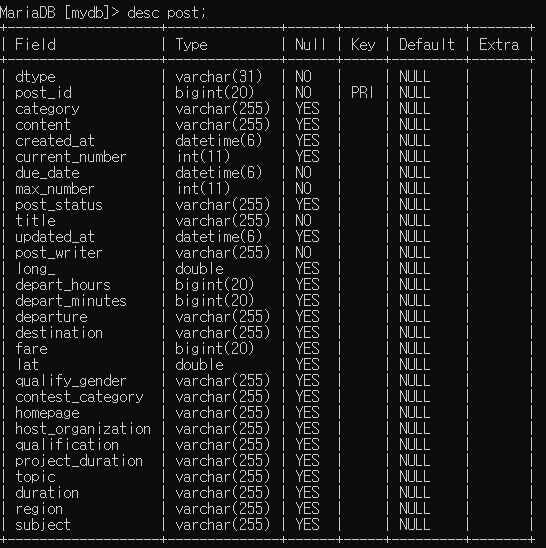 MariaDB [mydb]> desc post;
+-------------------+--------------+------+-----+---------+-------+
| Field             | Type         | Null | Key | Default | Extra |
+-------------------+--------------+------+-----+---------+-------+
| dtype             | varchar(31)  | NO   |     | NULL    |       |
| post_id           | bigint(20)   | NO   | PRI | NULL    |       |
| category          | varchar(255) | YES  |     | NULL    |       |
| content           | varchar(255) | YES  |     | NULL    |       |
| created_at        | datetime(6)  | YES  |     | NULL    |       |
| current_number    | int(11)      | YES  |     | NULL    |       |
| due_date          | datetime(6)  | NO   |     | NULL    |       |
| max_number        | int(11)      | NO   |     | NULL    |       |
| post_status       | varchar(255) | YES  |     | NULL    |       |
| title             | varchar(255) | NO   |     | NULL    |       |
| updated_at        | datetime(6)  | YES  |     | NULL    |       |
| post_writer       | varchar(255) | NO   |     | NULL    |       |
| long_             | double       | YES  |     | NULL    |       |
| depart_hours      | bigint(20)   | YES  |     | NULL    |       |
| depart_minutes    | bigint(20)   | YES  |     | NULL    |       |
| departure         | varchar(255) | YES  |     | NULL    |       |
| destination       | varchar(255) | YES  |     | NULL    |       |
| fare              | bigint(20)   | YES  |     | NULL    |       |
| lat               | double       | YES  |     | NULL    |       |
| qualify_gender    | varchar(255) | YES  |     | NULL    |       |
| contest_category  | varchar(255) | YES  |     | NULL    |       |
| homepage          | varchar(255) | YES  |     | NULL    |       |
| host_organization | varchar(255) | YES  |     | NULL    |       |
| qualification     | varchar(255) | YES  |     | NULL    |       |
| project_duration  | varchar(255) | YES  |     | NULL    |       |
| topic             | varchar(255) | YES  |     | NULL    |       |
| duration          | varchar(255) | YES  |     | NULL    |       |
| region            | varchar(255) | YES  |     | NULL    |       |
| subject           | varchar(255) | YES  |     | NULL    |       |
+-------------------+--------------+------+-----+---------+-------+